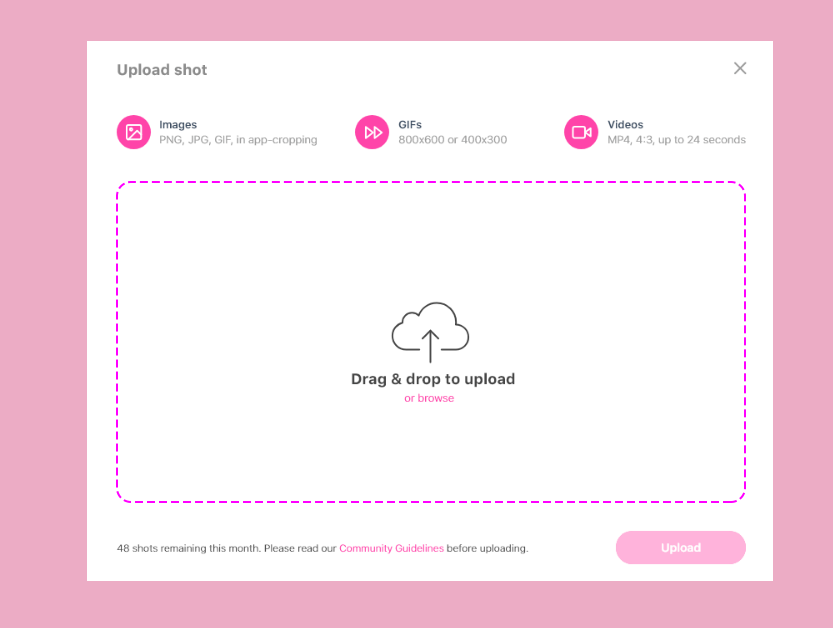 Upload shot
Images
PNG, JPG, GIF, in app-cropping
GIFs
800x600 or 400x300
Videos
MP4, 4:3, up to 24 seconds
Drag & drop to upload
or browse
48 shots remaining this month. Please read our Community Guidelines before uploading.
Upload